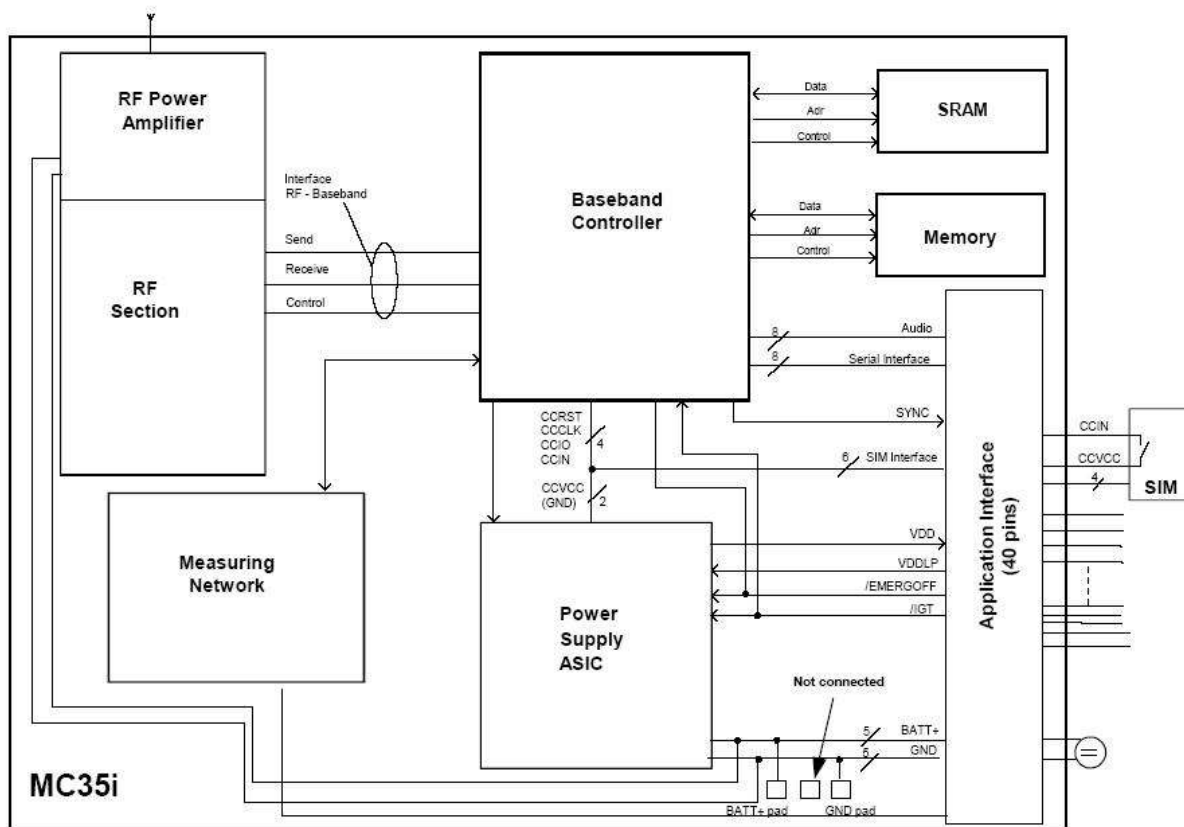 RF Power
Amplifier
RF
Section
Interface
RF - Baseband
Send
Receive
Control
Baseband
Controller
Data
Adr
Control
SRAM
Data
Adr
Control
Memory
8
Audio
8
Serial Interface
SYNC
CCRST
CCCLK
CCIO
CCIN
4
6
SIM Interface
CCVCC
(GND)
2
Measuring
Network
Power
Supply
ASIC
VDD
VDDLP
/EMERGOFF
/IGT
Application Interface
(40 pins)
CCIN
CCVCC
4
SIM
Not connected
5
BATT+
5
GND
BATT+ pad
GND pad
MC35i